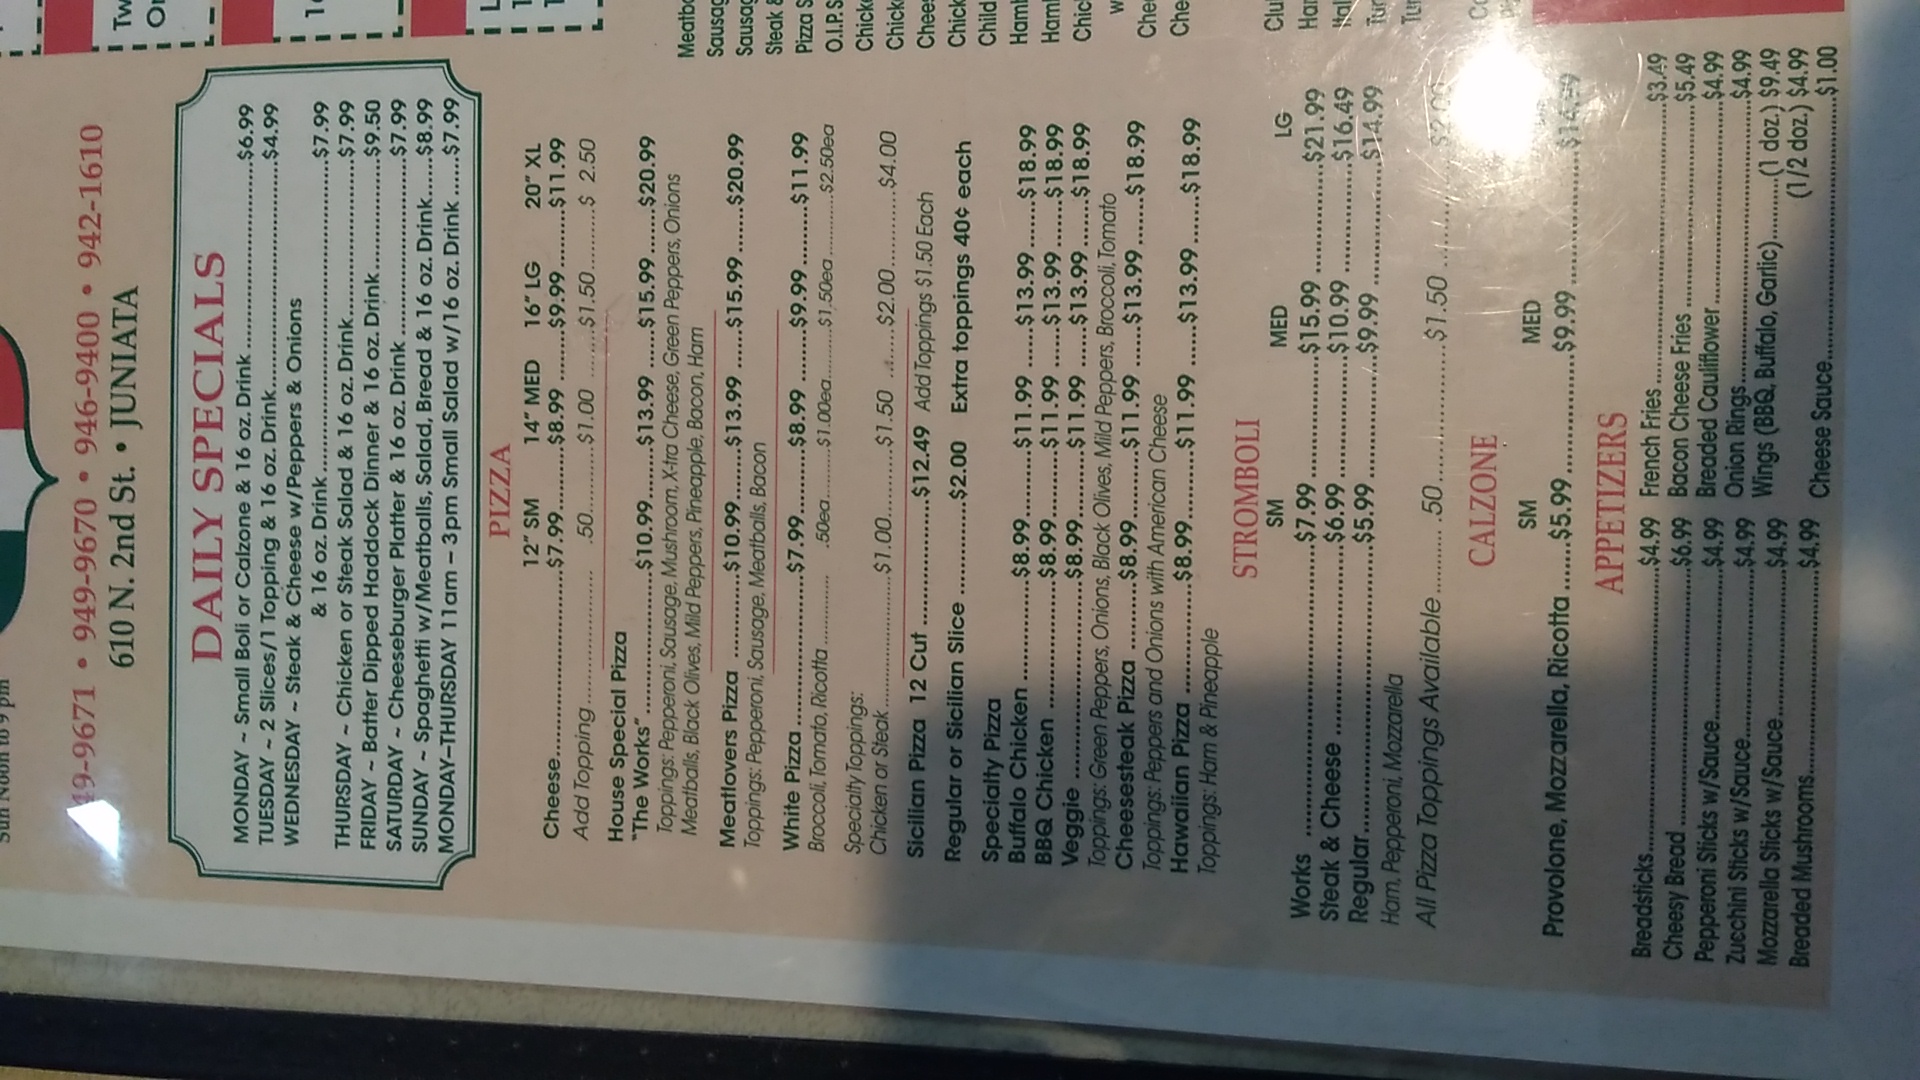 Sun Noon to 9 pm
49-9671 • 949-9670 • 946-9400 • 942-1610
610 N. 2nd St. • JUNIATA
DAILY SPECIALS
MONDAY ~ Small Boli or Calzone & 16 oz. Drink $6.99
TUESDAY ~ 2 Slices/1 Topping & 16 oz. Drink $4.99
WEDNESDAY ~ Steak & Cheese w/Peppers & Onions
& 16 oz. Drink $7.99
THURSDAY ~ Chicken or Steak Salad & 16 oz. Drink $7.99
FRIDAY ~ Batter Dipped Haddock Dinner & 16 oz. Drink $9.50
SATURDAY ~ Cheeseburger Platter & 16 oz. Drink $7.99
SUNDAY ~ Spaghetti w/Meatballs, Salad, Bread & 16 oz. Drink $8.99
MONDAY–THURSDAY 11am – 3pm Small Salad w/16 oz. Drink $7.99
PIZZA
12" SM 14" MED 16" LG 20" XL
Cheese $7.99 $8.99 $9.99 $11.99
Add Topping .50 $1.00 $1.50 $ 2.50
House Special Pizza
"The Works" $10.99 $13.99 $15.99 $20.99
Toppings: Pepperoni, Sausage, Mushroom, X-tra Cheese, Green Peppers, Onions
Meatballs, Black Olives, Mild Peppers, Pineapple, Bacon, Ham
Meatlovers Pizza $10.99 $13.99 $15.99 $20.99
Toppings: Pepperoni, Sausage, Meatballs, Bacon
White Pizza $7.99 $8.99 $9.99 $11.99
Broccoli, Tomato, Ricotta .50ea $1.00ea $1.50ea $2.50ea
Specialty Toppings:
Chicken or Steak $1.00 $1.50 $2.00 $4.00
Sicilian Pizza 12 Cut $12.49 Add Toppings $1.50 Each
Regular or Sicilian Slice $2.00 Extra toppings 40¢ each
Specialty Pizza
Buffalo Chicken $8.99 $11.99 $13.99 $18.99
BBQ Chicken $8.99 $11.99 $13.99 $18.99
Veggie $8.99 $11.99 $13.99 $18.99
Toppings: Green Peppers, Onions, Black Olives, Mild Peppers, Broccoli, Tomato
Cheesesteak Pizza $8.99 $11.99 $13.99 $18.99
Toppings: Peppers and Onions with American Cheese
Hawaiian Pizza $8.99 $11.99 $13.99 $18.99
Toppings: Ham & Pineapple
STROMBOLI
SM MED LG
Works $7.99 $15.99 $21.99
Steak & Cheese $6.99 $10.99 $16.49
Regular $5.99 $9.99 $14.99
Ham, Pepperoni, Mozzarella
All Pizza Toppings Available .50 $1.50 $2.00
CALZONE
SM MED
Provolone, Mozzarella, Ricotta $5.99 $9.99
APPETIZERS
Breadsticks $4.99
Cheesy Bread $6.99
Pepperoni Sticks w/Sauce $4.99
Zucchini Sticks w/Sauce $4.99
Mozzarella Sticks w/Sauce $4.99
Breaded Mushrooms $4.99
French Fries $3.49
Bacon Cheese Fries $5.49
Breaded Cauliflower $4.99
Onion Rings $4.99
Wings (BBQ, Buffalo, Garlic) (1 doz.) $9.49
(1/2 doz.) $4.99
Cheese Sauce $1.00